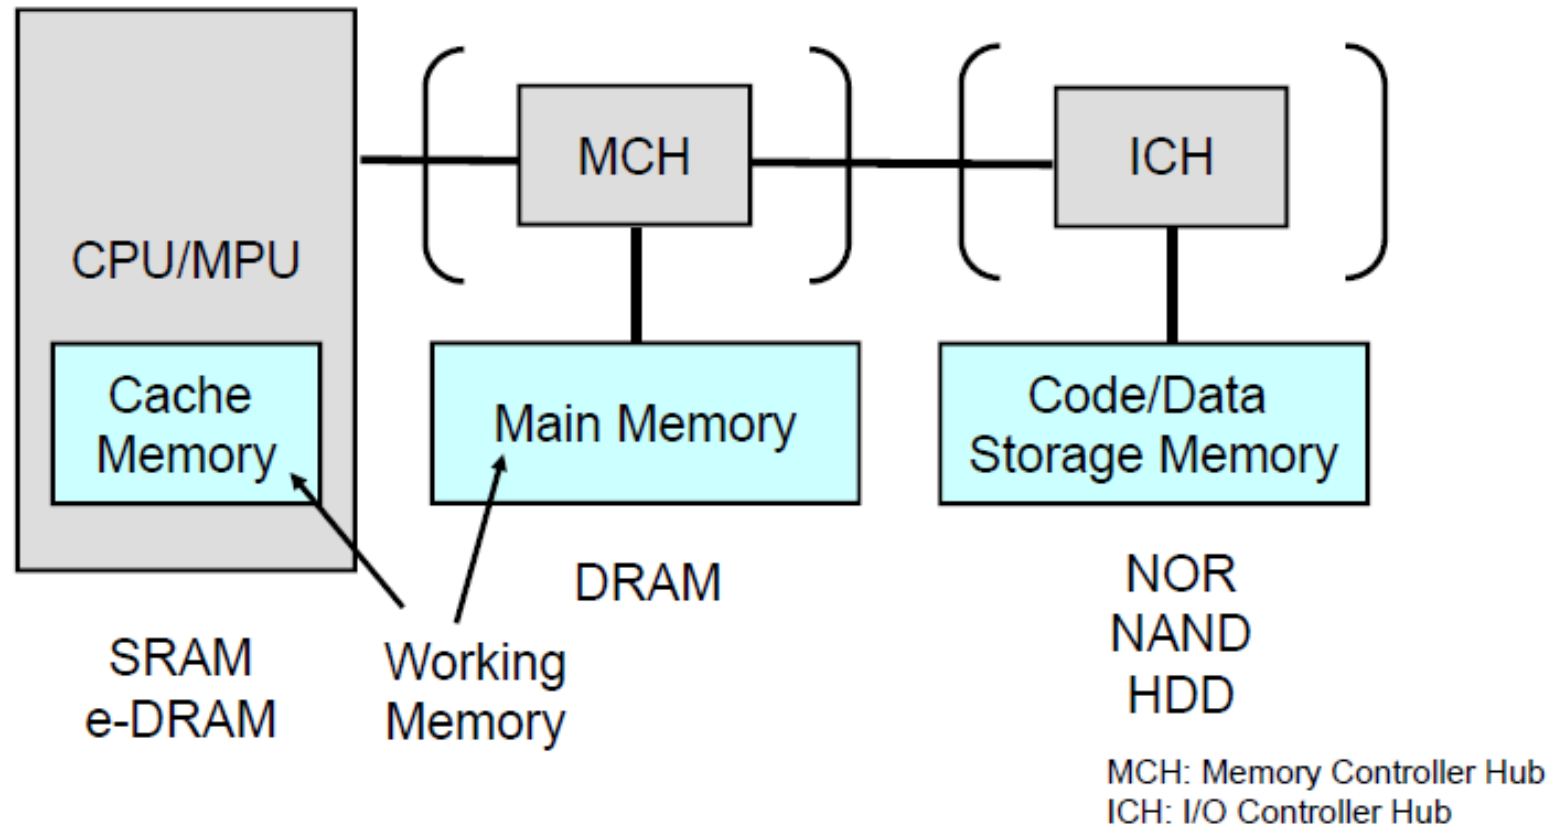 CPU/MPU
Cache
Memory
SRAM
e-DRAM
MCH
Main Memory
DRAM
Working
Memory
ICH
Code/Data
Storage Memory
NOR
NAND
HDD
MCH: Memory Controller Hub
ICH: I/O Controller Hub